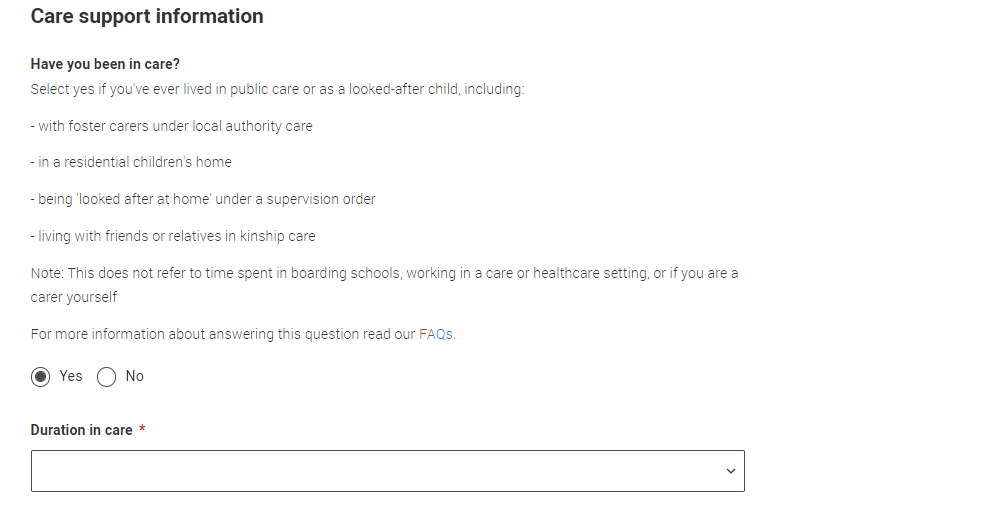 Care support information
Have you been in care?
Select yes if you've ever lived in public care or as a looked-after child, including:
- with foster carers under local authority care
- in a residential children's home
- being 'looked after at home' under a supervision order
- living with friends or relatives in kinship care
Note: This does not refer to time spent in boarding schools, working in a care or healthcare setting, or if you are a
carer yourself
For more information about answering this question read our FAQs.
Yes No
Duration in care *